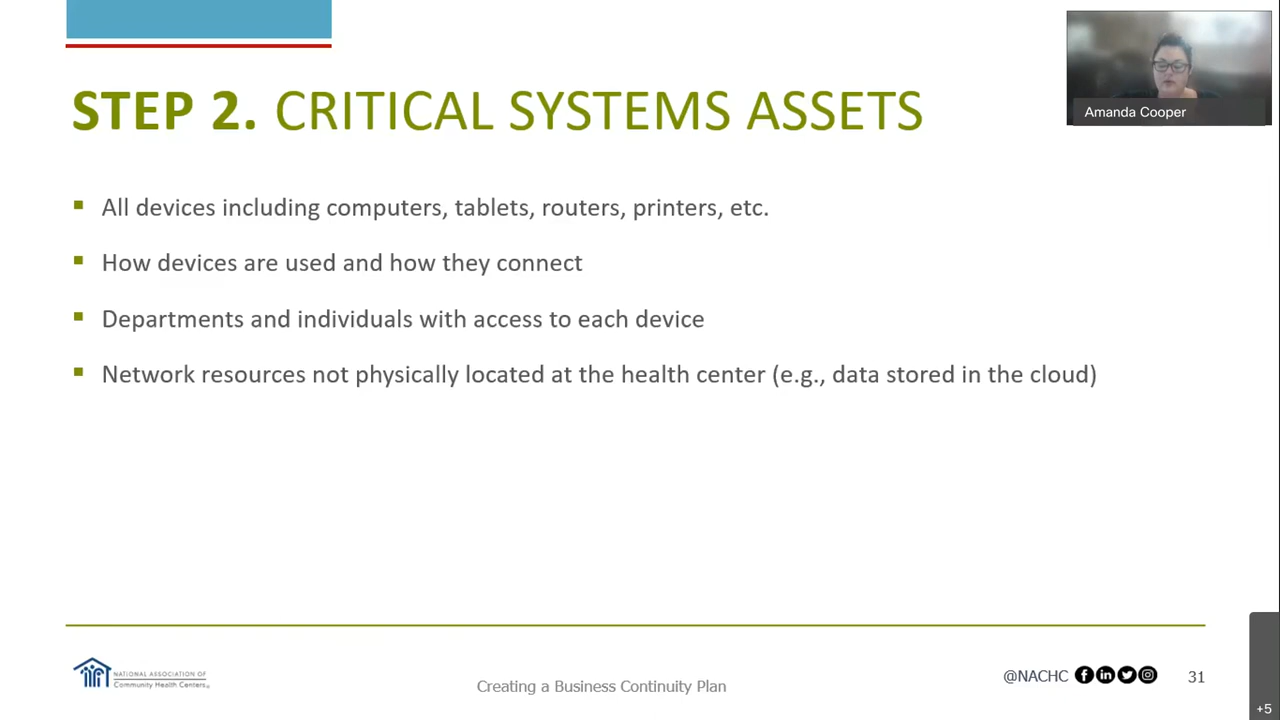 STEP 2. CRITICAL SYSTEMS ASSETS
Amanda Cooper
All devices including computers, tablets, routers, printers, etc.
How devices are used and how they connect
Departments and individuals with access to each device
Network resources not physically located at the health center (e.g., data stored in the cloud)
NATIONAL ASSOCIATION OF
Community Health Centers
Creating a Business Continuity Plan
@NACHC
31
+5